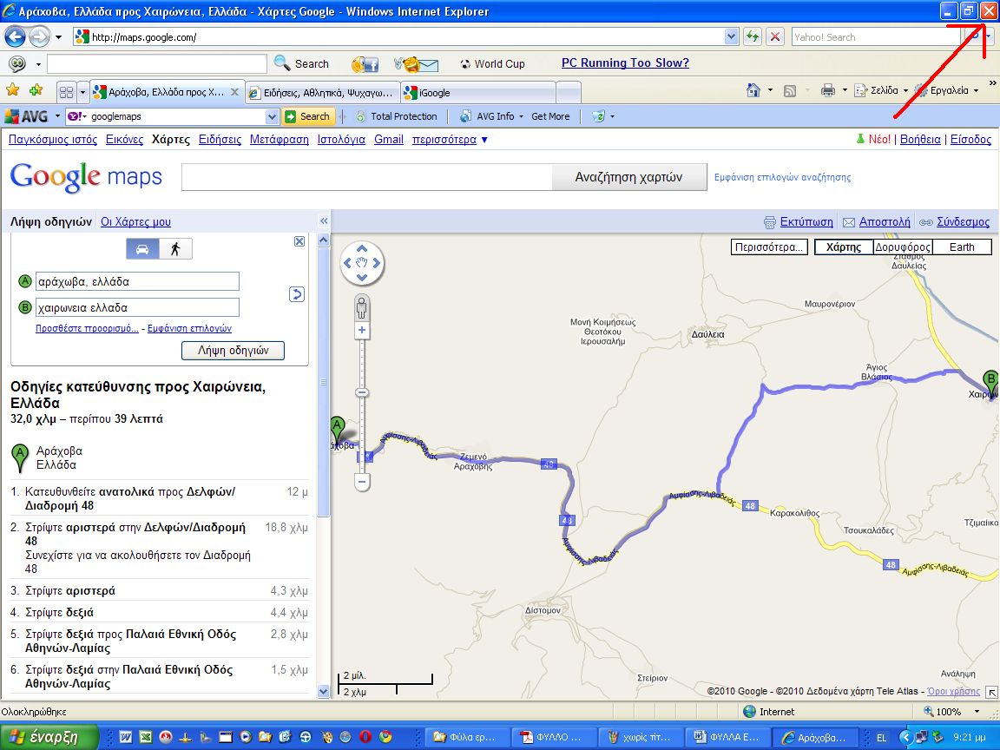 Αράχοβα, Ελλάδα προς Χαιρώνεια, Ελλάδα - Χάρτες Google - Windows Internet Explorer
http://maps.google.com/
Yahoo! Search
Search
World Cup
PC Running Too Slow?
Αράχοβα, Ελλάδα προς Χ...
Ειδήσεις, Αθλητικά, Ψυχαγω...
iGoogle
Σελίδα
Εργαλεία
AVG
googlemaps
Search
Total Protection
AVG Info
Get More
Παγκόσμιος ιστός Εικόνες Χάρτες Ειδήσεις Μετάφραση Ιστολόγια Gmail περισσότερα ▼
Νέο! | Βοήθεια | Είσοδος
Google maps
Αναζήτηση χαρτών
Εμφάνιση επιλογών αναζήτησης
Λήψη οδηγιών Οι Χάρτες μου
«
Εκτύπωση
Αποστολή
Σύνδεσμος
A αράχωβα, ελλάδα
B χαιρωνεια ελλαδα
Προσθέστε προορισμό... - Εμφάνιση επιλογών
Λήψη οδηγιών
Οδηγίες κατεύθυνσης προς Χαιρώνεια,
Ελλάδα
32,0 χλμ – περίπου 39 λεπτά
A Αράχοβα
Ελλάδα
1. Κατευθυνθείτε ανατολικά προς Δελφών/ 12 μ
Διαδρομή 48
2. Στρίψτε αριστερά στην Δελφών/Διαδρομή 18,8 χλμ
48
Συνεχίστε για να ακολουθήσετε τον Διαδρομή
48
3. Στρίψτε αριστερά 4,3 χλμ
4. Στρίψτε δεξιά 4,4 χλμ
5. Στρίψτε δεξιά προς Παλαιά Εθνική Οδός 2,8 χλμ
Αθηνών-Λαμίας
6. Στρίψτε δεξιά στην Παλαιά Εθνική Οδός 1,5 χλμ
Αθηνών-Λαμίας
Περισσότερα...
Χάρτης
Δορυφόρος
Earth
Σταθμός
Δαυλείας
Μαυρονέριον
Μονή Κοιμήσεως
Θεοτόκου
Ιερουσαλήμ
Δαύλεια
Άγιος
Βλάσιος
B
Χαιρών
A
άχοβα
Αμφίσσης-Λιβαδειάς
Ζεμενό
Αραχόβης
48
48
Αμφίσσης-Λιβαδειάς
Αμφίσσης-Λιβαδειάς
48
Καρακολιθος
Τσουκαλάδες
Τζιμαίικα
48
Αμφίσσης-Λιβαδειάς
Δίστομον
Στείριον
Ανάληψη
2 μίλ.
2 χλμ
©2010 Google - ©2010 Δεδομένα χάρτη Tele Atlas - Όροι χρήσης
Ολοκληρώθηκε
Internet
100%
έναρξη
Φύλα ερ...
ΦΥΛΛΟ ...
χωρίς τίτ...
ΦΥΛΛΑ Ε...
Αράχοβα...
EL
9:21 μμ